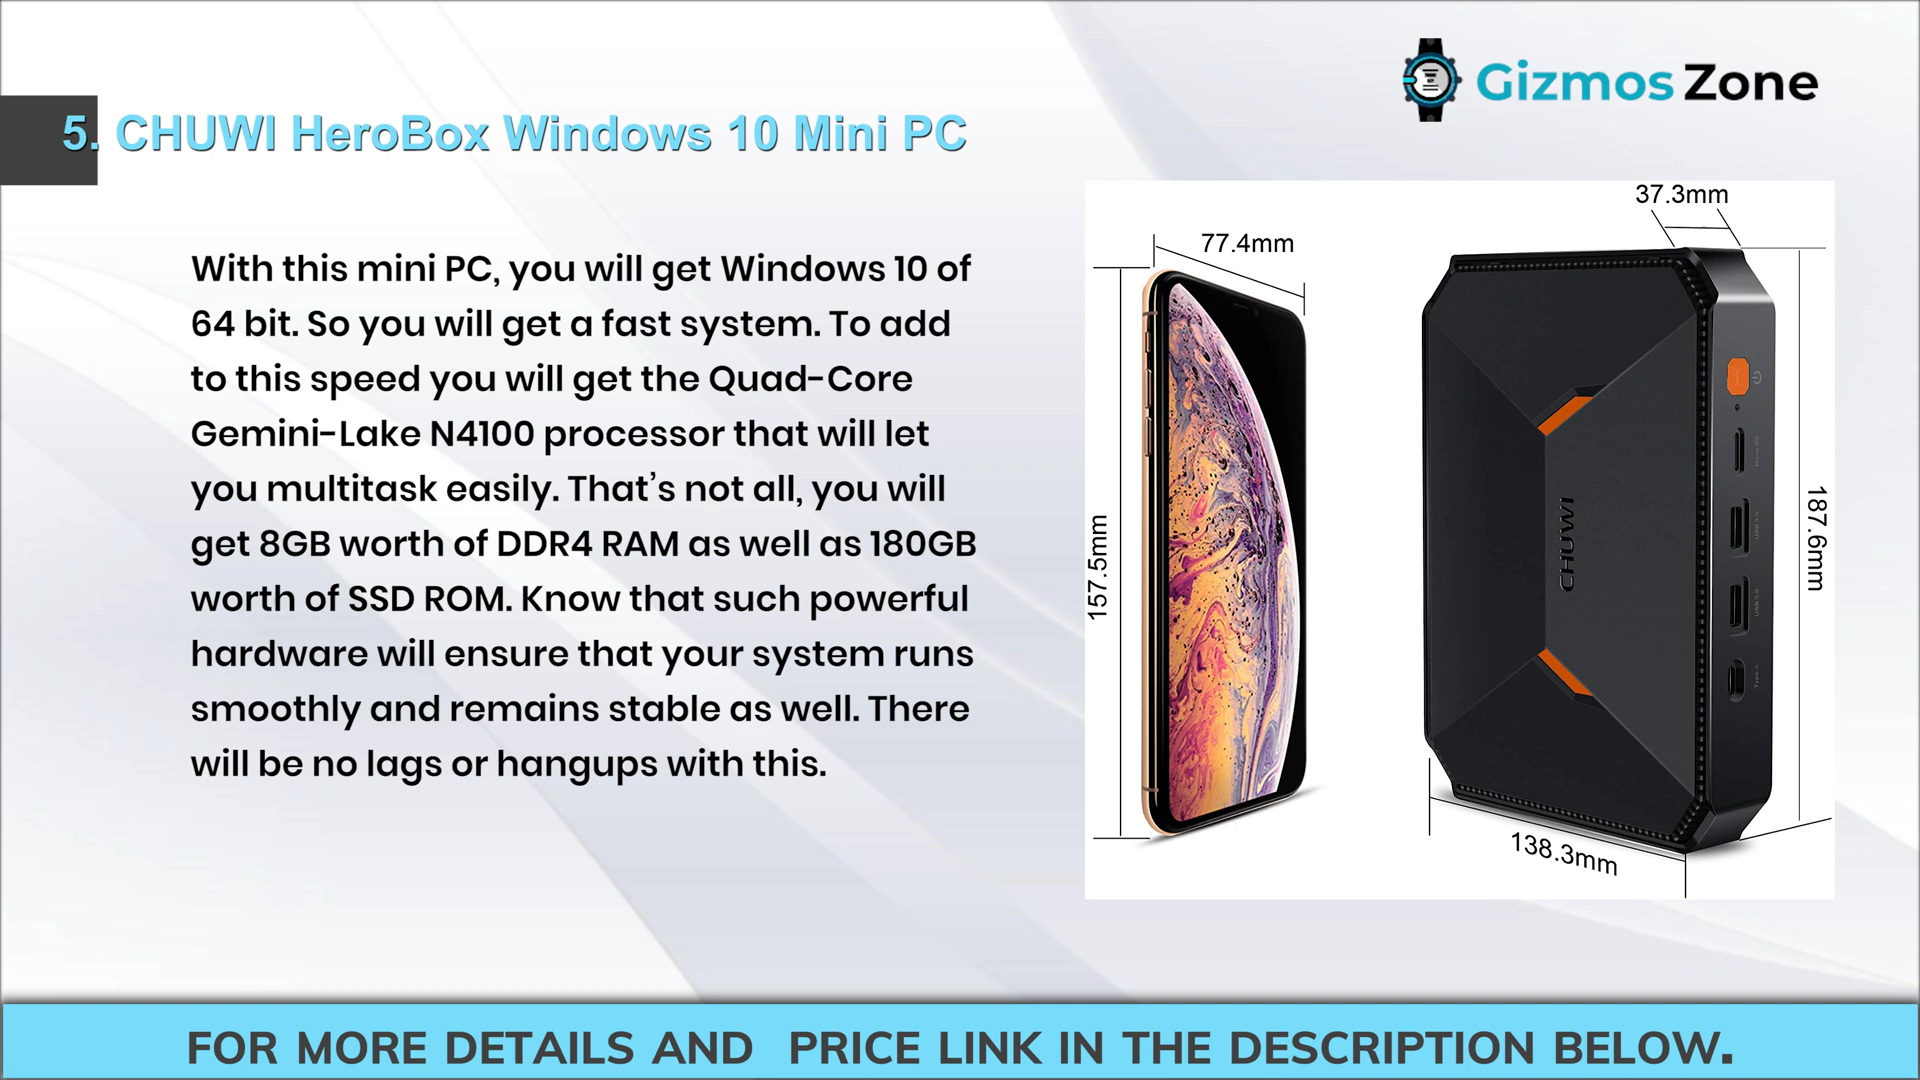 Gizmos Zone
5. CHUWI HeroBox Windows 10 Mini PC
With this mini PC, you will get Windows 10 of
64 bit. So you will get a fast system. To add
to this speed you will get the Quad-Core
Gemini-Lake N4100 processor that will let
you multitask easily. That's not all, you will
get 8GB worth of DDR4 RAM as well as 180GB
worth of SSD ROM. Know that such powerful
hardware will ensure that your system runs
smoothly and remains stable as well. There
will be no lags or hangups with this.
37.3mm
77.4mm
157.5mm
CHUWI
187.6mm
138.3mm
FOR MORE DETAILS AND  PRICE LINK IN THE DESCRIPTION BELOW.